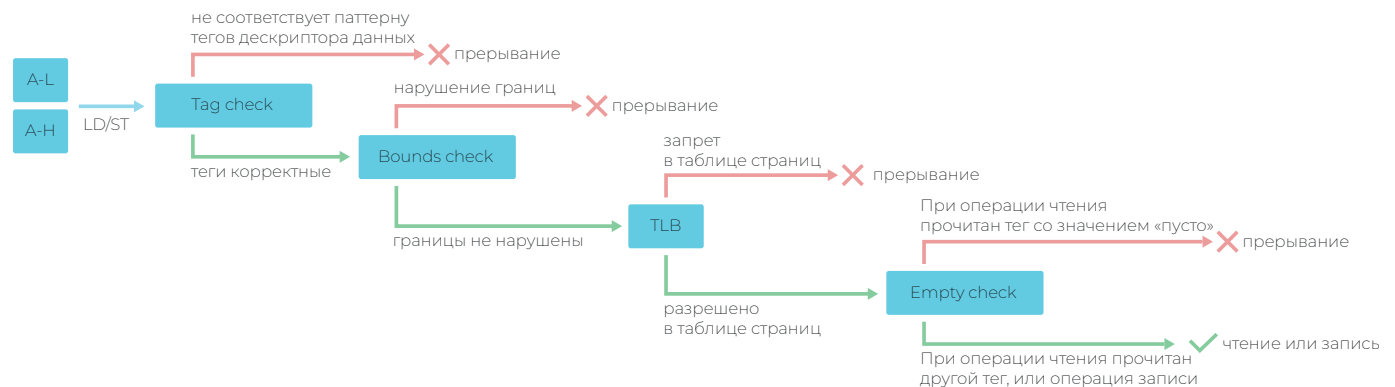 не соответствует паттерну
тегов дескриптора данных
прерывание
A-L
A-H
LD/ST
Tag check
теги корректные
нарушение границ
прерывание
Bounds check
границы не нарушены
запрет
в таблице страниц
прерывание
TLB
разрешено
в таблице страниц
При операции чтения
прочитан тег со значением «пусто»
прерывание
Empty check
чтение или запись
При операции чтения прочитан
другой тег, или операция записи